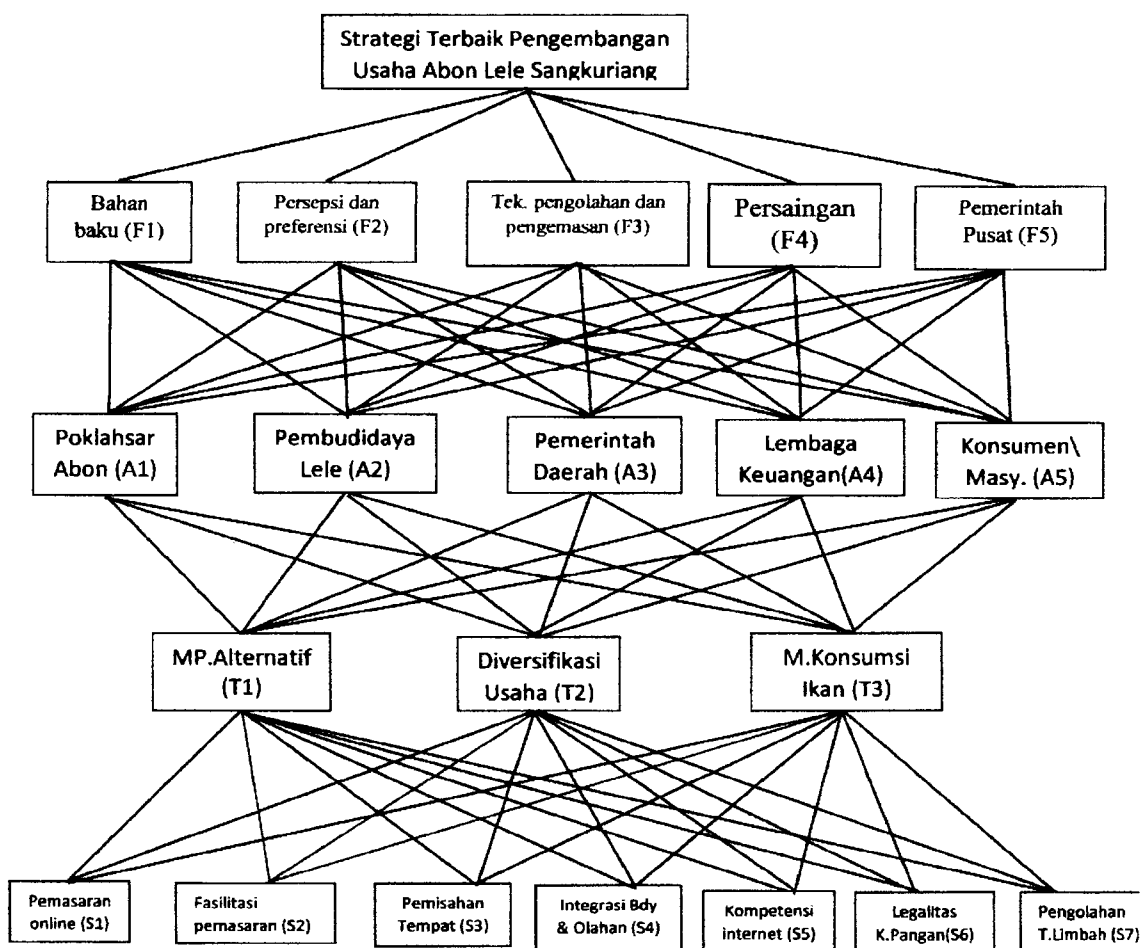 Strategi Terbaik Pengembangan
Usaha Abon Lele Sangkuriang
Bahan
baku (F1)
Persepsi dan
preferensi (F2)
Tek. pengolahan dan
pengemasan (F3)
Persaingan
(F4)
Pemerintah
Pusat (F5)
Poklahsar
Abon (A1)
Pembudidaya
Lele (A2)
Pemerintah
Daerah (A3)
Lembaga
Keuangan(A4)
Konsumen\
Masy. (A5)
MP.Alternatif
(T1)
Diversifikasi
Usaha (T2)
M.Konsumsi
Ikan (T3)
Pemasaran
online (S1)
Fasilitasi
pemasaran (S2)
Pemisahan
Tempat (S3)
Integrasi Bdy
& Olahan (S4)
Kompetensi
internet (S5)
Legalitas
K.Pangan(S6)
Pengolahan
T.Limbah (S7)